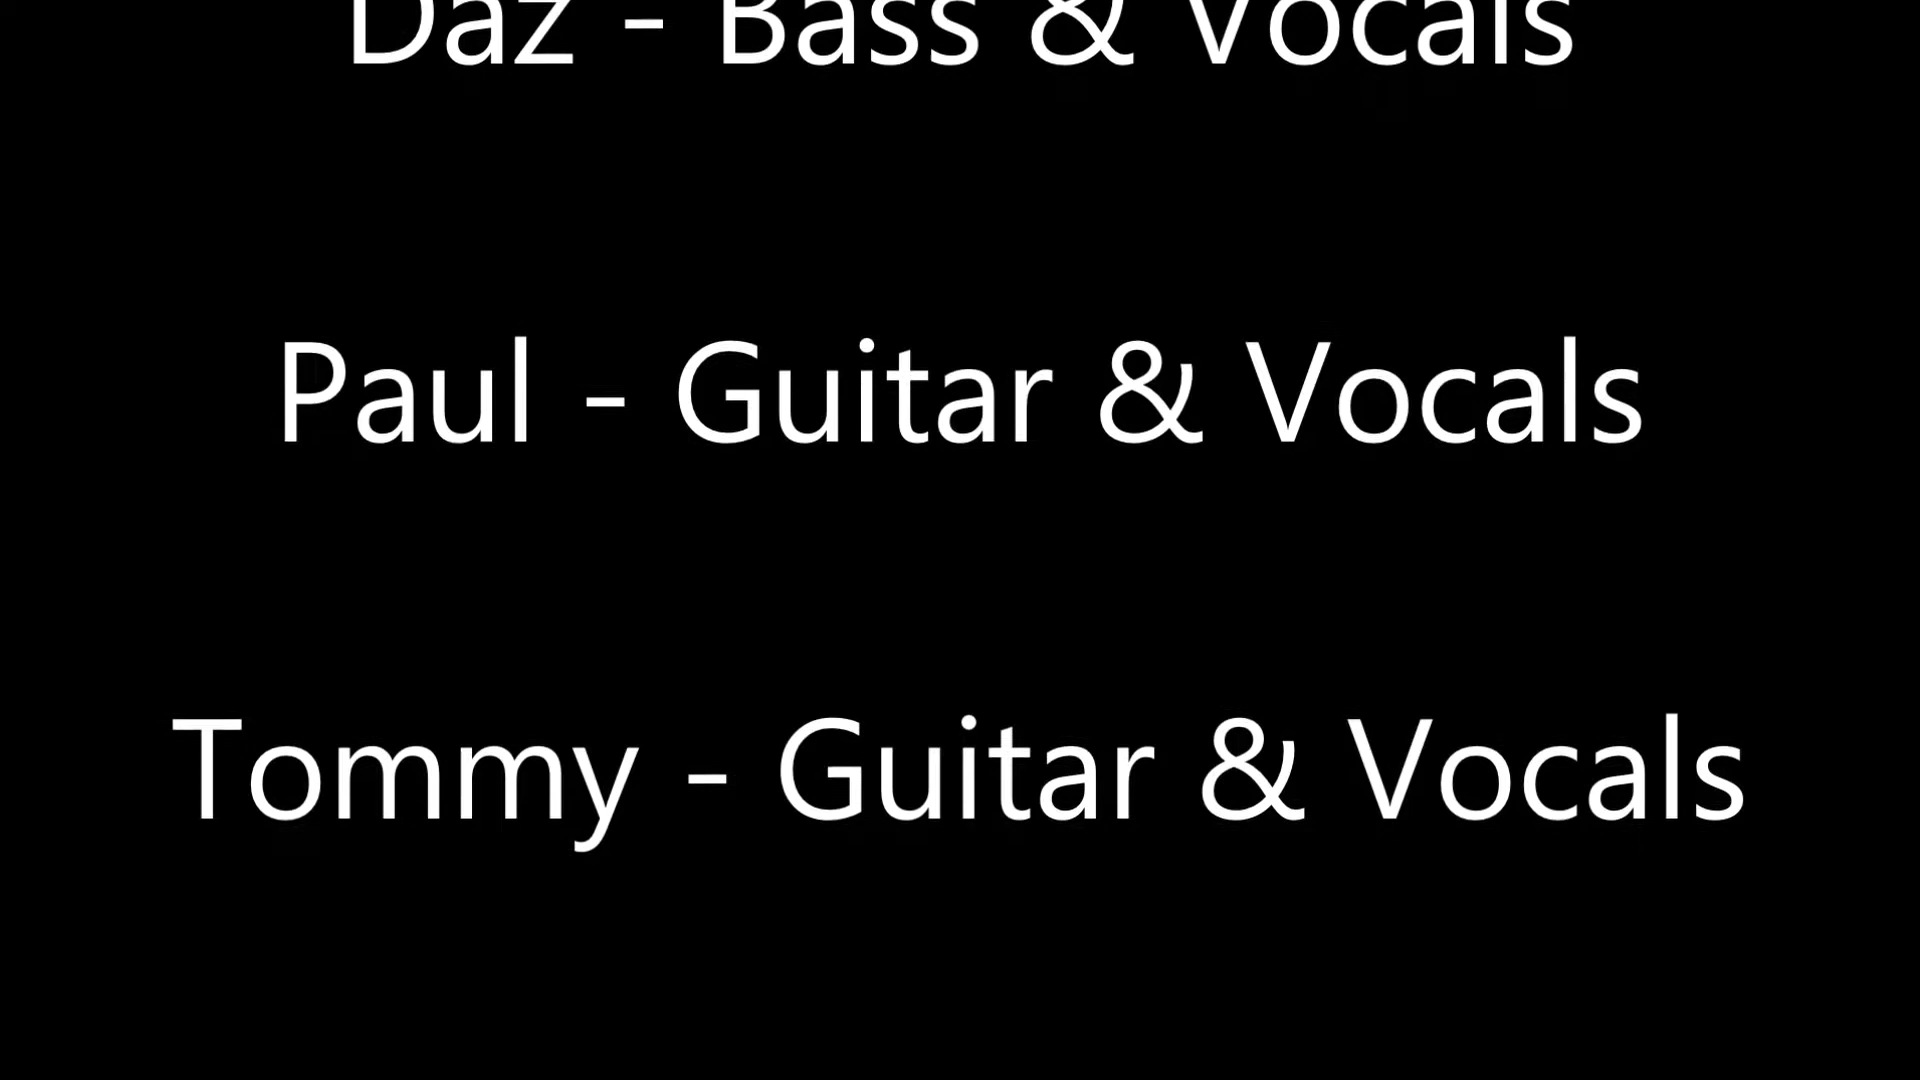 Daz - Bass & Vocals
Paul - Guitar & Vocals
Tommy - Guitar & Vocals